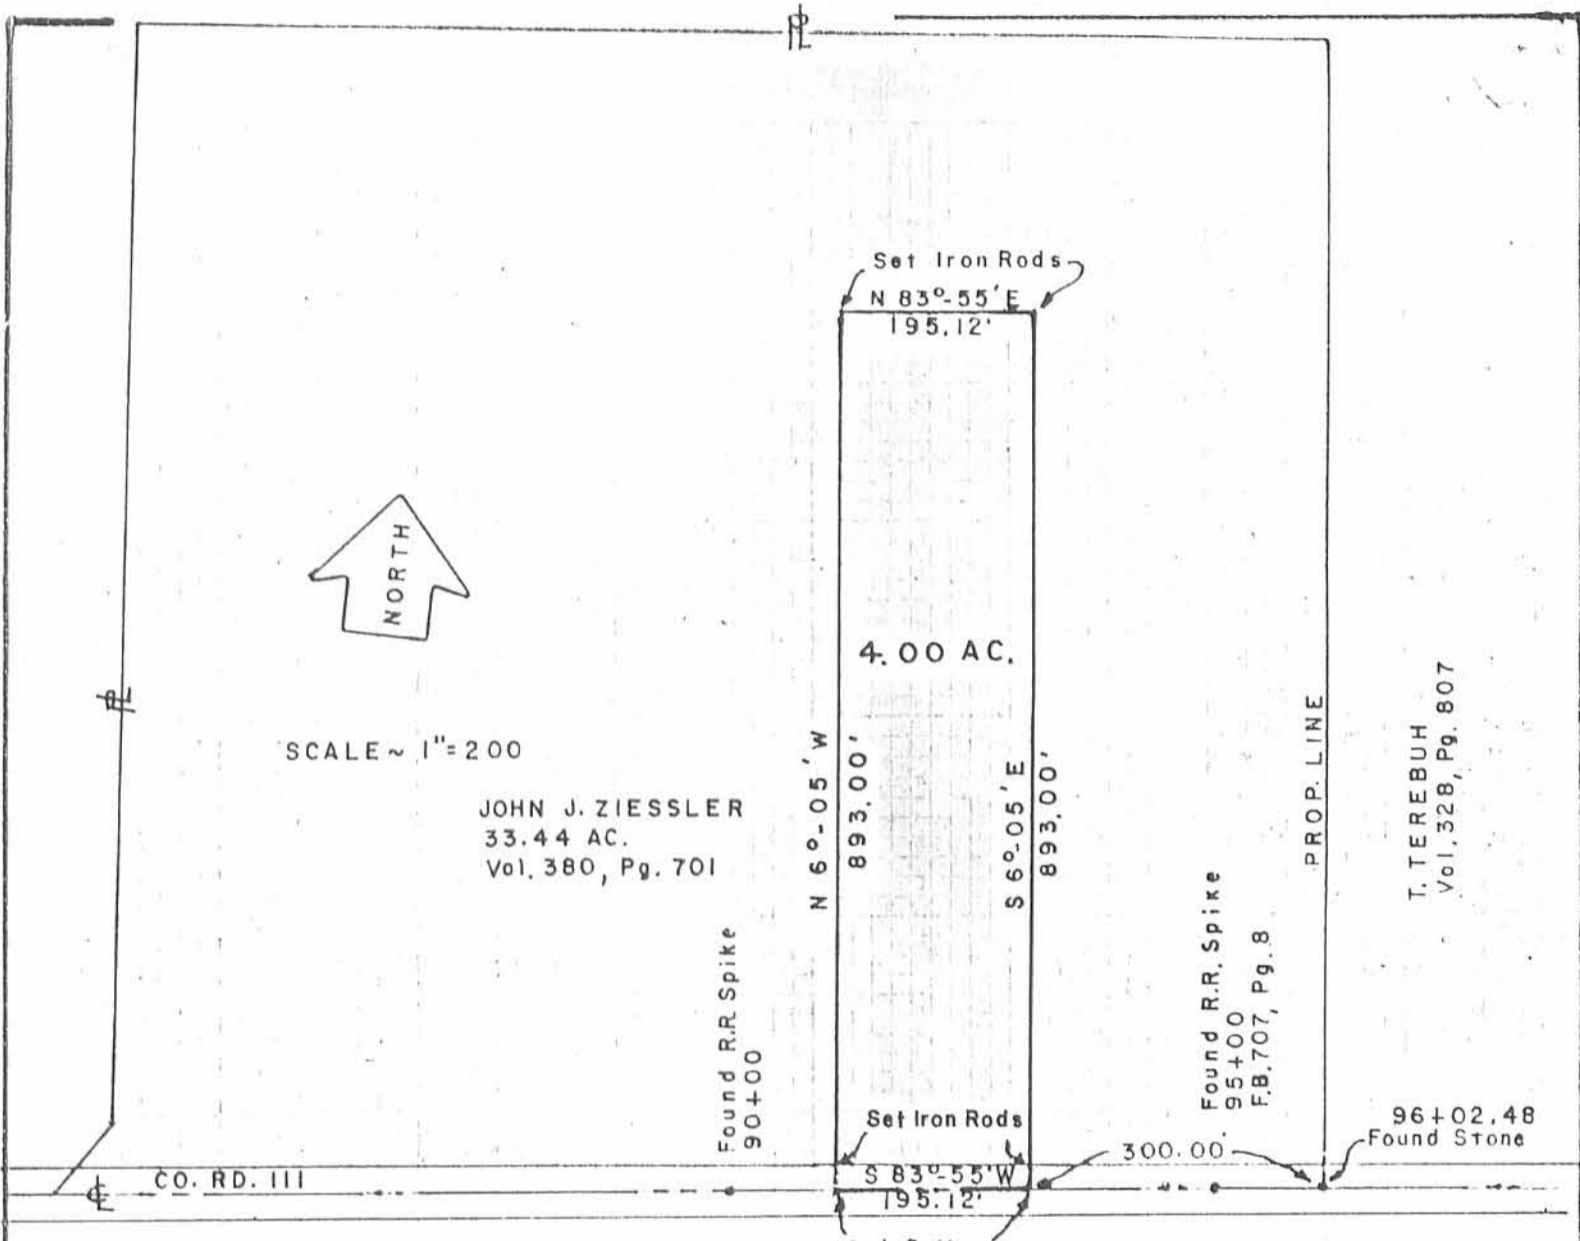 PL
Set Iron Rods
N 83°-55' E
195.12'
NORTH
4.00 AC.
PL
SCALE ~ 1"=200
JOHN J. ZIESSLER
33.44 AC.
Vol. 380, Pg. 701
N 6°-05' W
893.00'
S 6°-05' E
893.00'
PROP. LINE
T. TEREBUH
Vol. 328, Pg. 807
Found R.R. Spike
90+00
Found R.R. Spike
95+00
F.B. 707, Pg. 8
Set Iron Rods
300.00'
96+02.48
Found Stone
CO. RD. 111
S 83°-55' W
195.12'
CL